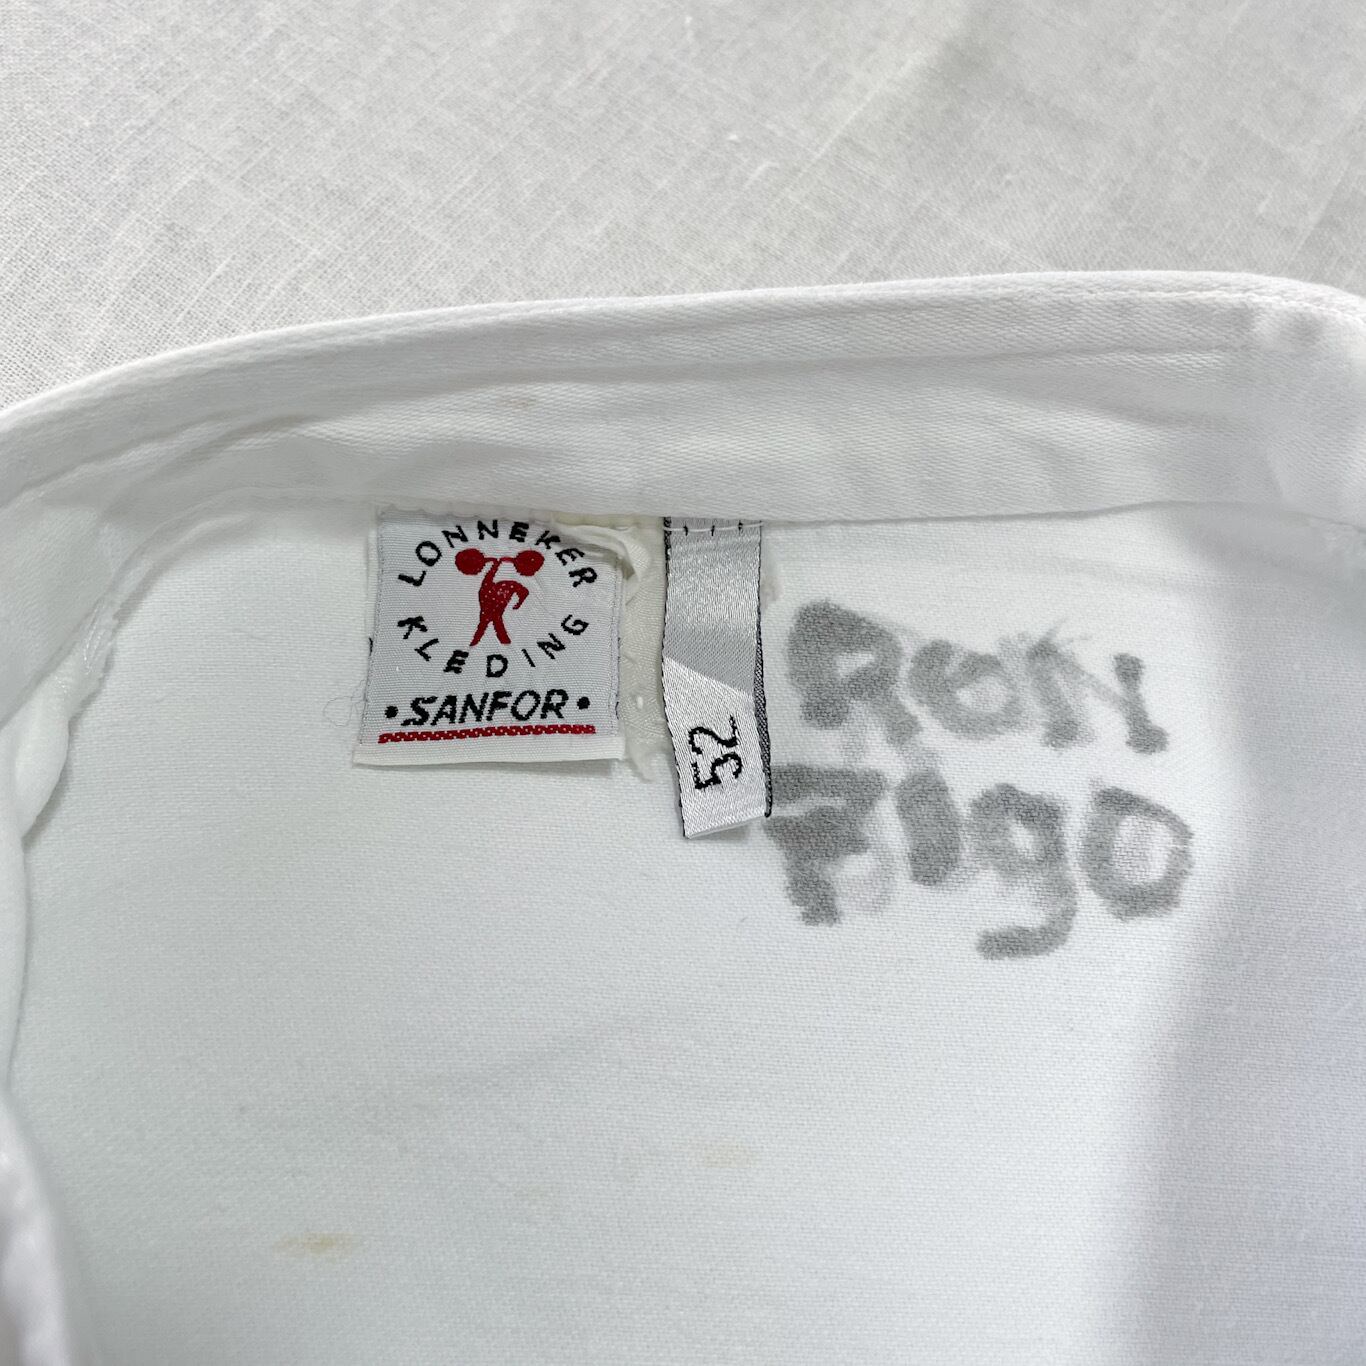 LONNEKER
KLEDING
• SANFOR •
52
Ron
Figo